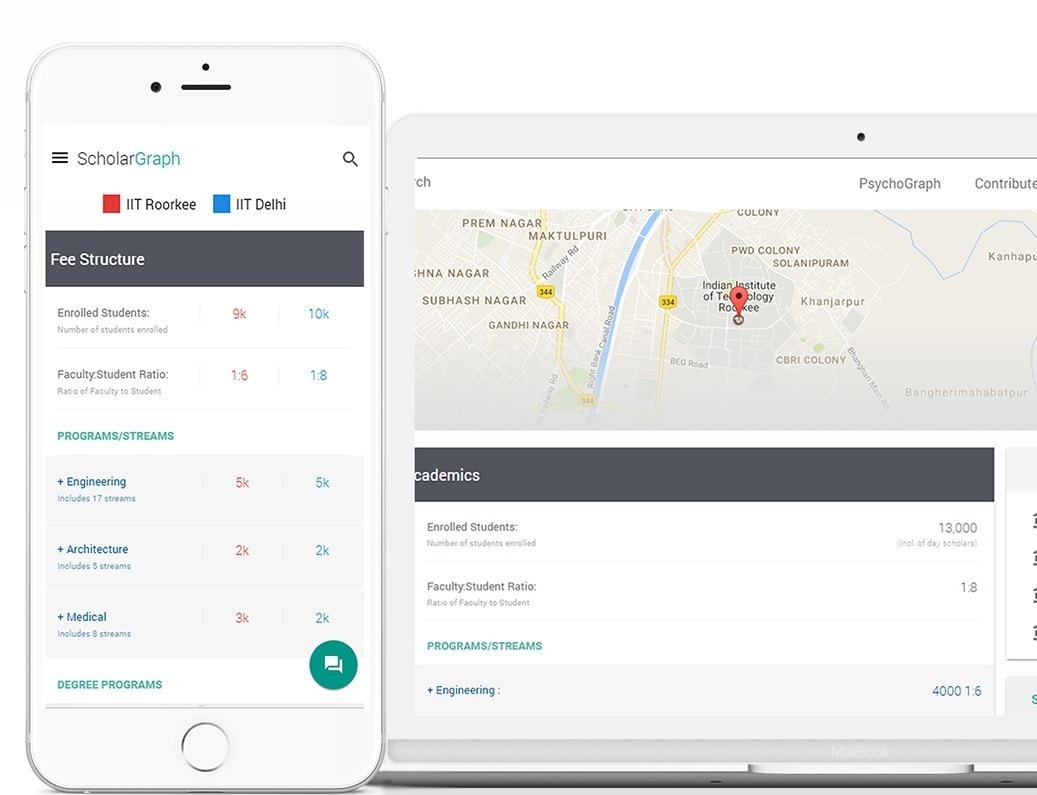 ScholarGraph
IIT Roorkee IIT Delhi
Fee Structure
Enrolled Students: 9k 10k
Number of students enrolled
Faculty:Student Ratio: 1:6 1:8
Ratio of Faculty to Student
PROGRAMS/STREAMS
+ Engineering 5k 5k
Includes 17 streams
+ Architecture 2k 2k
Includes 5 streams
+ Medical 3k 2k
Includes 8 streams
DEGREE PROGRAMS
rch PsychoGraph Contribute
COLONY
PREM NAGAR
MAKTULPURI
PWD COLONY
SOLANIPURAM
Kanhapu
HNA NAGAR
Railway Rd
SUBHASH NAGAR
344
334
Indian Institute
of Technology
Roorkee
Khanjarpur
GANDHI NAGAR
Right Bank Canal Road
BEG Road
CBRI COLONY
Bhanghari Main Rd
Bangherimahabatpur
Railway Rd
344
cademics
Enrolled Students: 13,000
Number of students enrolled (Incl. of day scholars)
Faculty:Student Ratio: 1:8
Ratio of Faculty to Student
PROGRAMS/STREAMS
+ Engineering : 4000 1:6
S
MacBook